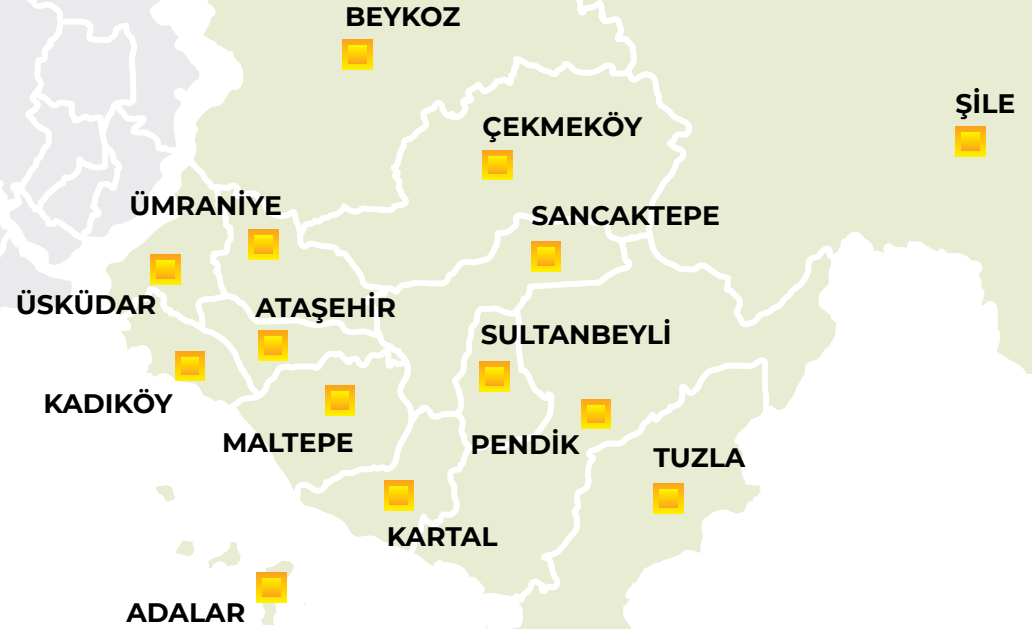 BEYKOZ
ŞİLE
ÇEKMEKÖY
ÜMRANİYE
SANCAKTEPE
ÜSKÜDAR
ATAŞEHİR
SULTANBEYLİ
KADIKÖY
MALTEPE
PENDİK
TUZLA
KARTAL
ADALAR